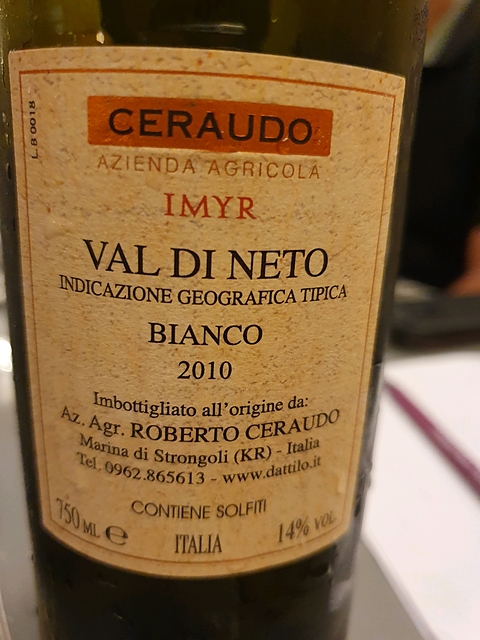 L.B 0018
CERAUDO
AZIENDA AGRICOLA
IMYR
VAL DI NETO
INDICAZIONE GEOGRAFICA TIPICA
BIANCO
2010
Imbottigliato all'origine da:
Az. Agr. ROBERTO CERAUDO
Marina di Strongoli (KR) - Italia
Tel. 0962.865613 - www.dattilo.it
CONTIENE SOLFITI
750 ML e ITALIA 14% VOL